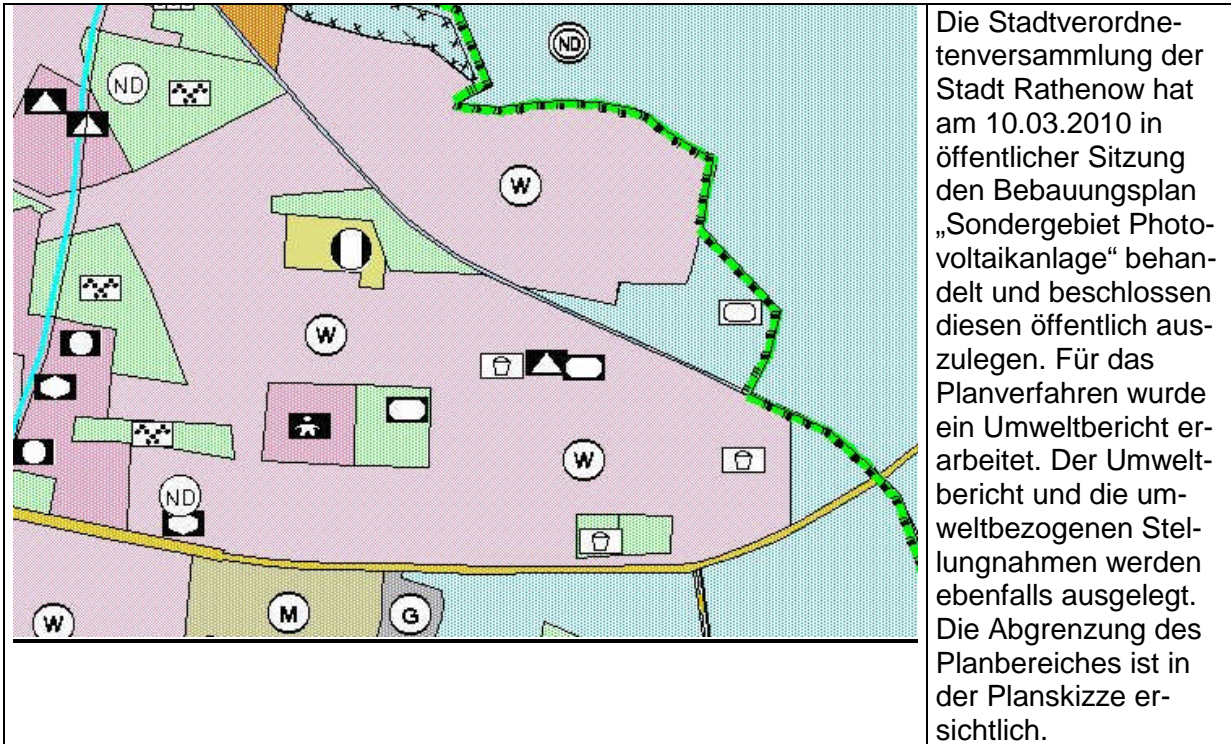 ND
ND
W
W
W
ND
W
M
G
Die Stadtverordne-
tenversammlung der
Stadt Rathenow hat
am 10.03.2010 in
öffentlicher Sitzung
den Bebauungsplan
„Sondergebiet Photo-
voltaikanlage“ behan-
delt und beschlossen
diesen öffentlich aus-
zulegen. Für das
Planverfahren wurde
ein Umweltbericht er-
arbeitet. Der Umwelt-
bericht und die um-
weltbezogenen Stel-
lungnahmen werden
ebenfalls ausgelegt.
Die Abgrenzung des
Planbereiches ist in
der Planskizze er-
sichtlich.